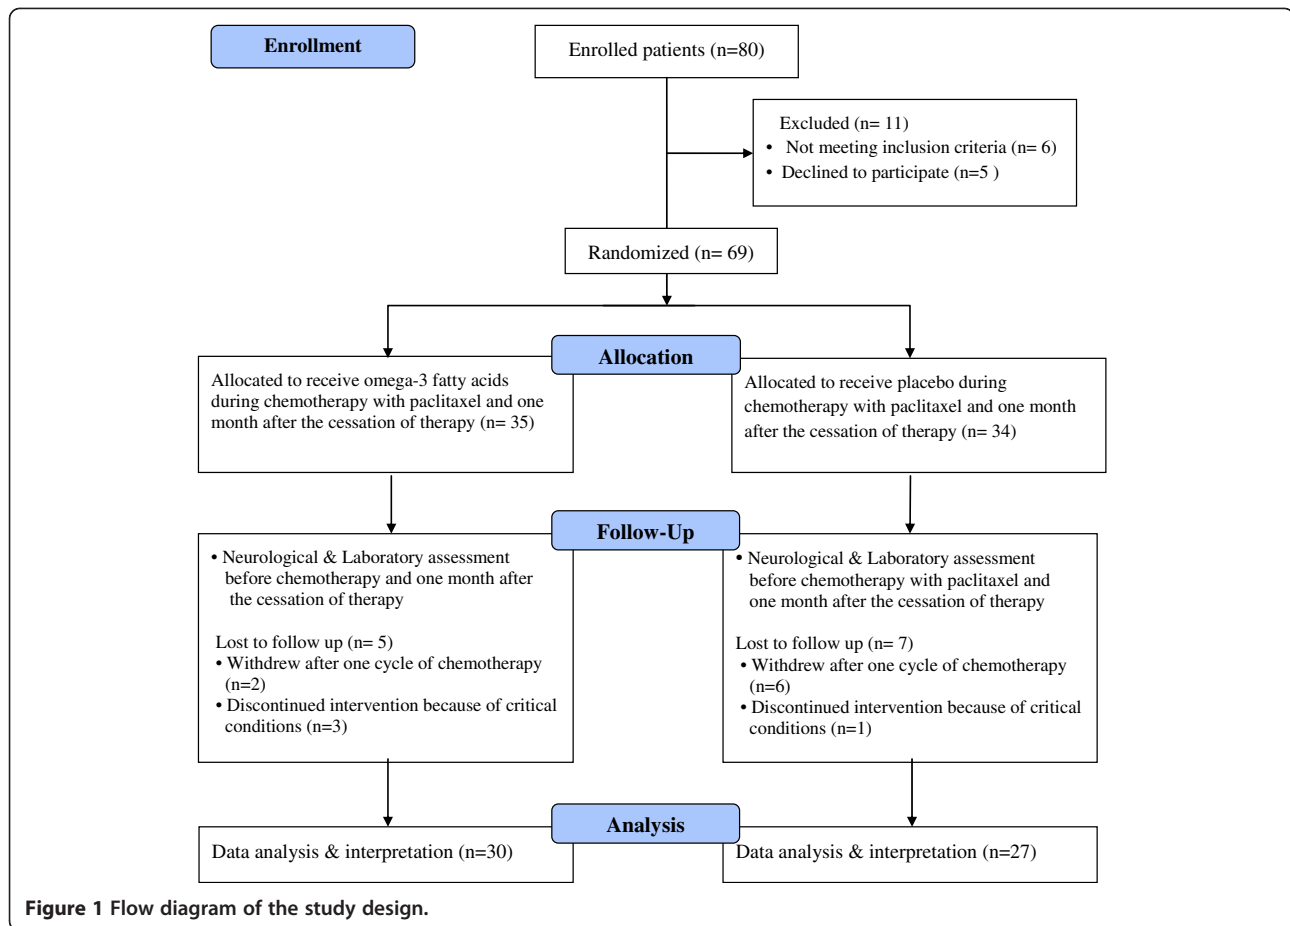 Enrollment
Enrolled patients (n=80)
Excluded (n= 11)
• Not meeting inclusion criteria (n= 6)
• Declined to participate (n=5 )
Randomized (n= 69)
Allocation
Allocated to receive omega-3 fatty acids
during chemotherapy with paclitaxel and one
month after the cessation of therapy (n= 35)
Allocated to receive placebo during
chemotherapy with paclitaxel and one month
after the cessation of therapy (n= 34)
Follow-Up
• Neurological & Laboratory assessment
before chemotherapy and one month after
the cessation of therapy
Lost to follow up (n= 5)
• Withdrew after one cycle of chemotherapy
(n=2)
• Discontinued intervention because of critical
conditions (n=3)
• Neurological & Laboratory assessment
before chemotherapy with paclitaxel and
one month after the cessation of therapy
Lost to follow up (n= 7)
• Withdrew after one cycle of chemotherapy
(n=6)
• Discontinued intervention because of critical
conditions (n=1)
Analysis
Data analysis & interpretation (n=30)
Data analysis & interpretation (n=27)
Figure 1 Flow diagram of the study design.